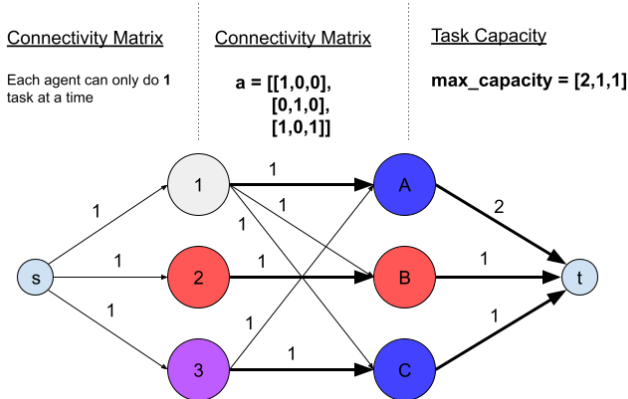 Connectivity Matrix
Each agent can only do 1
task at a time
Connectivity Matrix
a = [[1,0,0],
[0,1,0],
[1,0,1]]
Task Capacity
max_capacity = [2,1,1]
1
1
A
1
1
1
2
s
1
2
1
B
1
t
1
1
1
3
1
C